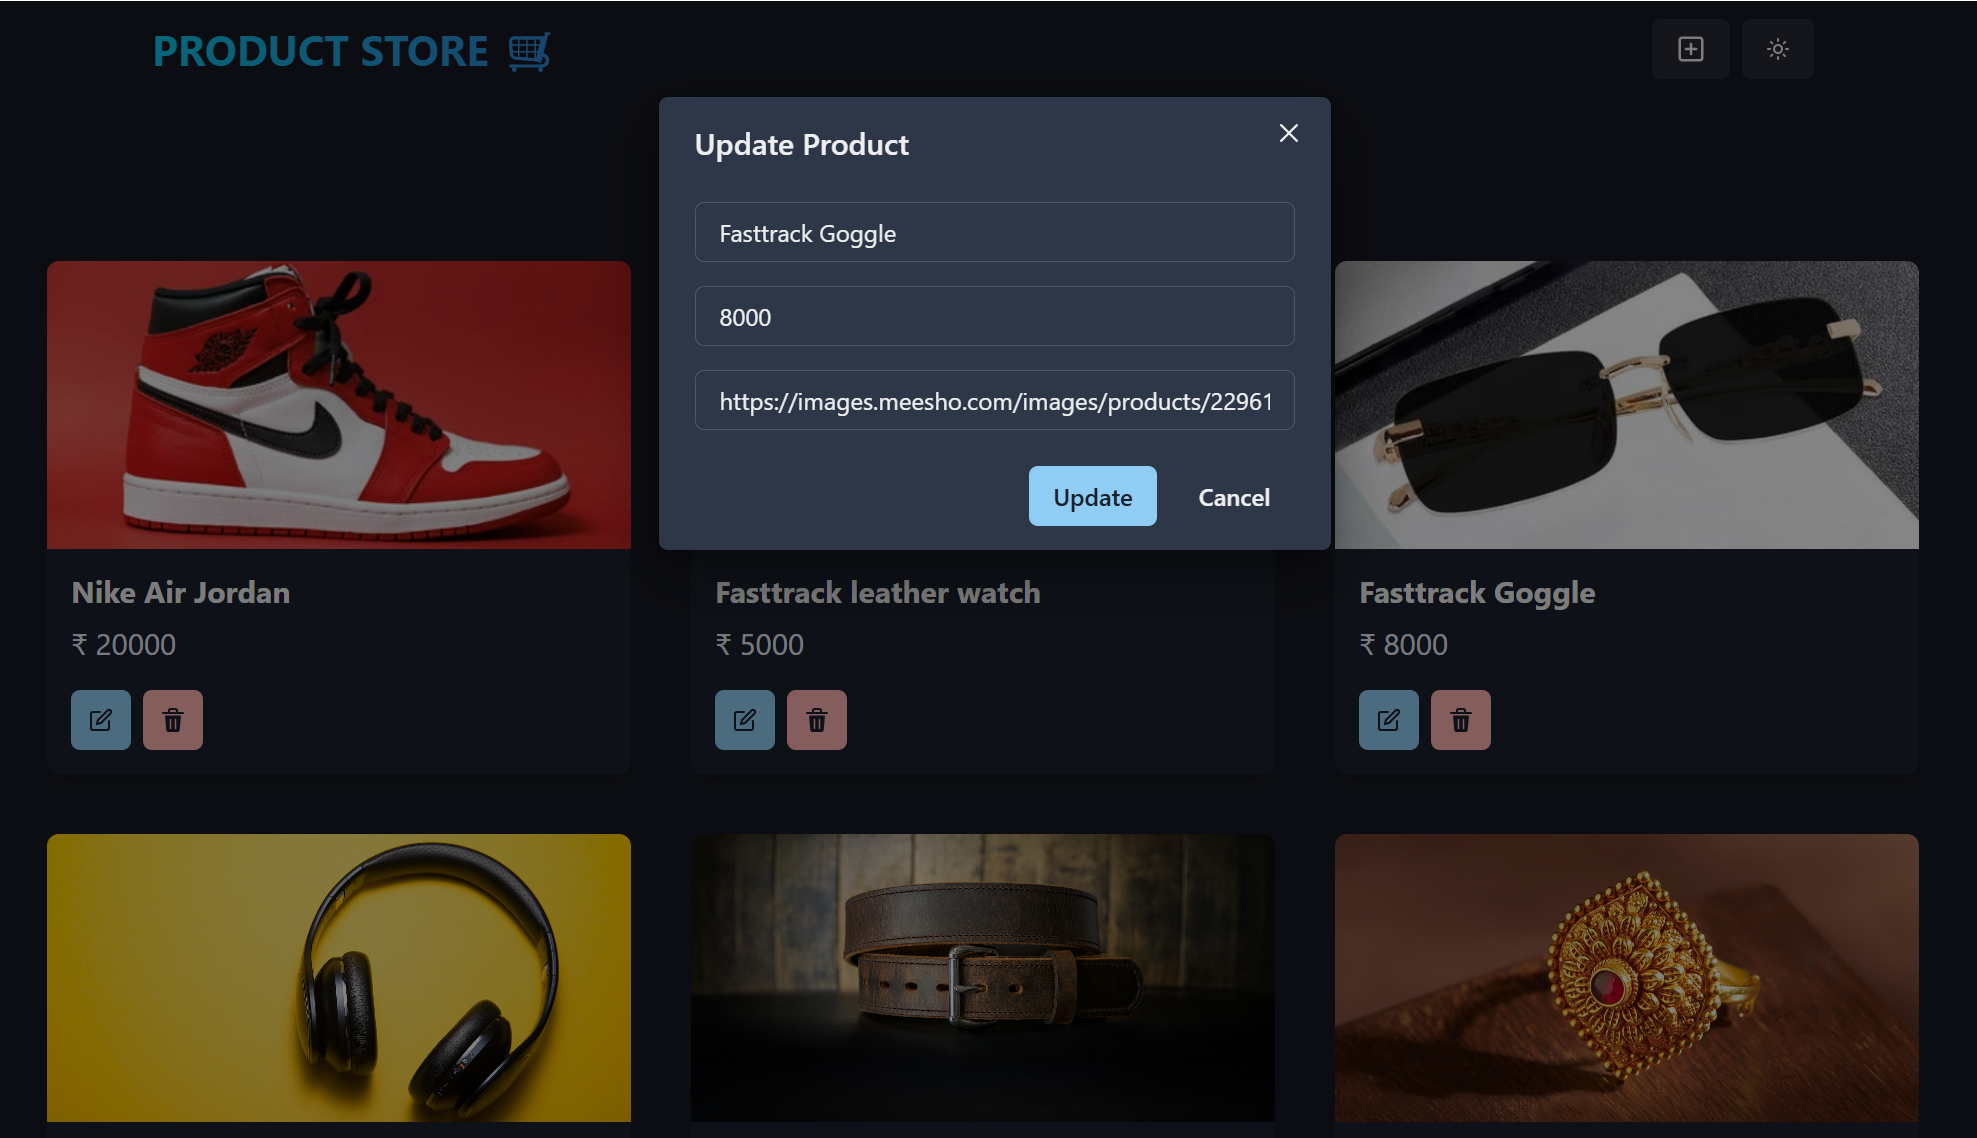 PRODUCT STORE
Update Product
Fasttrack Goggle
8000
https://images.meesho.com/images/products/22961
Update
Cancel
Nike Air Jordan
₹ 20000
Fasttrack leather watch
₹ 5000
Fasttrack Goggle
₹ 8000